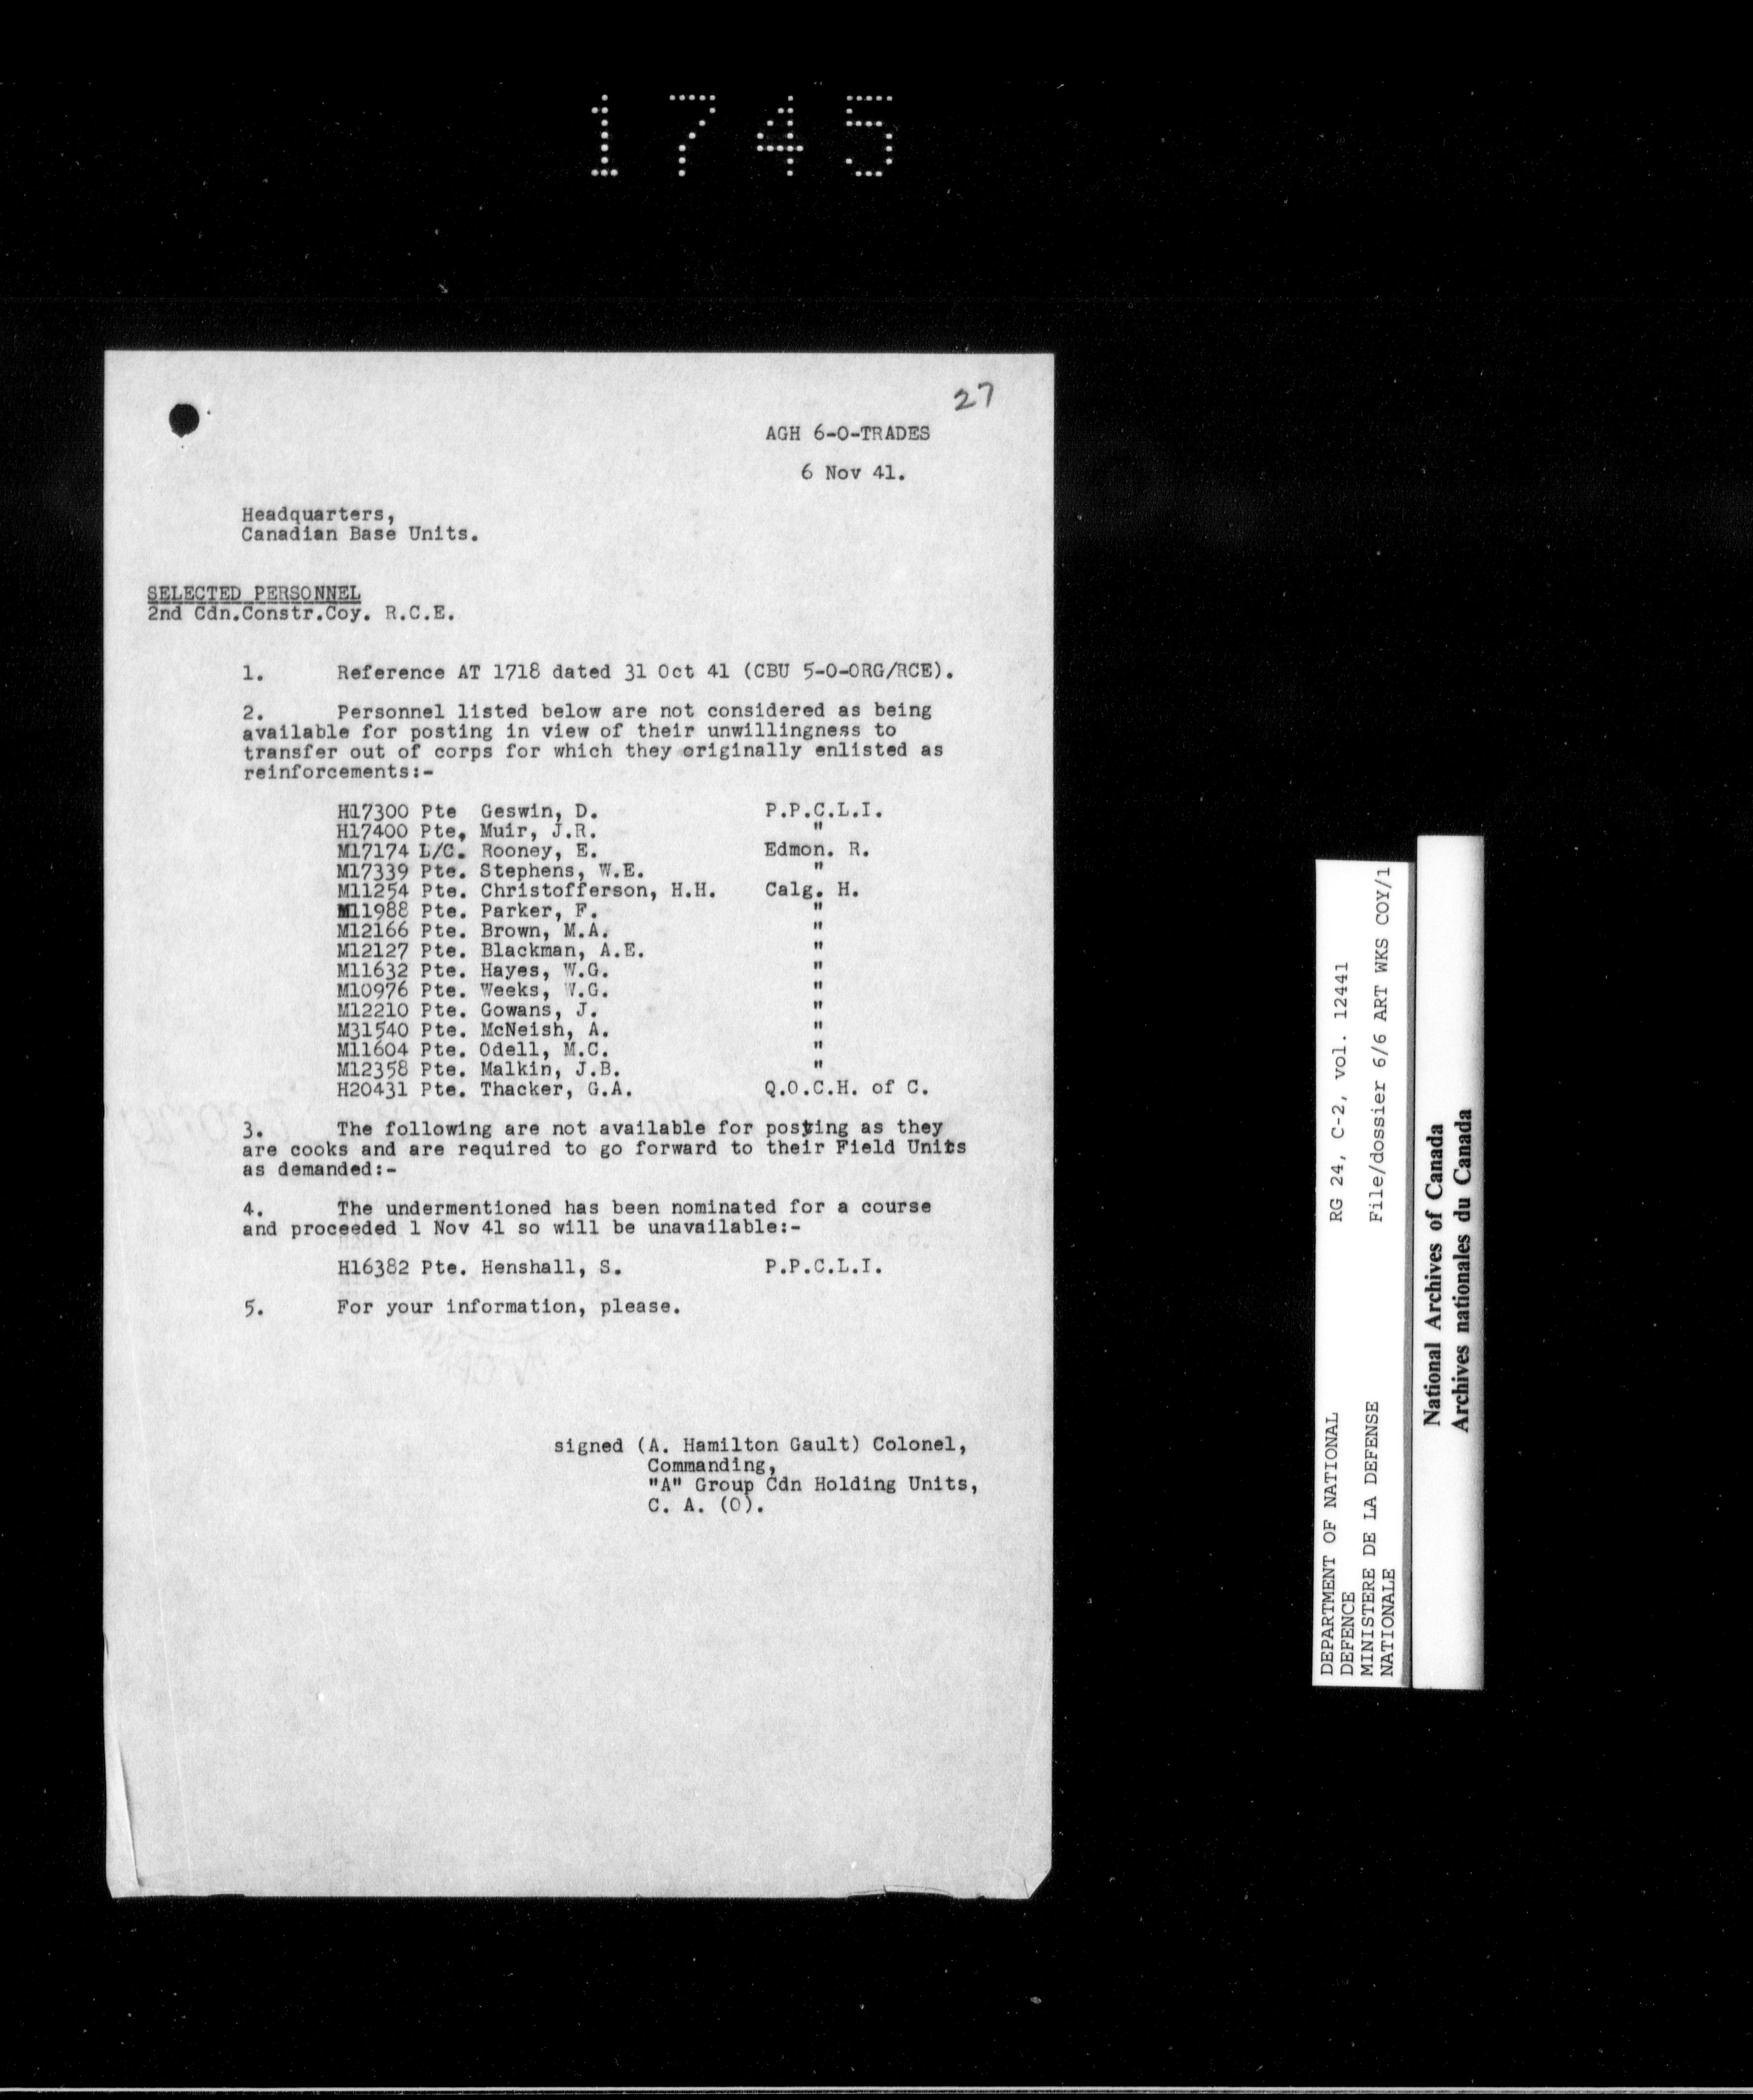 1745
27
AGH 6-0-TRADES
6 Nov 41.
Headquarters,
Canadian Base Units.
SELECTED PERSONNEL
2nd Cdn.Constr.Coy. R.C.E.
1. Reference AT 1718 dated 31 Oct 41 (CBU 5-0-ORG/RCE).
2. Personnel listed below are not considered as being
available for posting in view of their unwillingness to
transfer out of corps for which they originally enlisted as
reinforcements:-
H17300 Pte Geswin, D. P.P.C.L.I.
H17400 Pte. Muir, J.R. "
M17174 L/C. Rooney, E. Edmon. R.
M17339 Pte. Stephens, W.E. "
M11254 Pte. Christofferson, H.H. Calg. H.
M11988 Pte. Parker, F. "
M12166 Pte. Brown, M.A. "
M12127 Pte. Blackman, A.E. "
M11632 Pte. Hayes, W.G. "
M10976 Pte. Weeks, W.G. "
M12210 Pte. Gowans, J. "
M31540 Pte. McNeish, A. "
M11604 Pte. Odell, M.C. "
M12358 Pte. Malkin, J.B. "
H20431 Pte. Thacker, G.A. Q.O.C.H. of C.
3. The following are not available for posting as they
are cooks and are required to go forward to their Field Units
as demanded:-
4. The undermentioned has been nominated for a course
and proceeded 1 Nov 41 so will be unavailable:-
H16382 Pte. Henshall, S. P.P.C.L.I.
5. For your information, please.
signed (A. Hamilton Gault) Colonel,
Commanding,
"A" Group Cdn Holding Units,
C. A. (O).
DEPARTMENT OF NATIONAL RG 24, C-2, vol. 12441
DEFENCE
MINISTERE DE LA DEFENSE File/dossier 6/6 ART WKS COY/1
NATIONALE
National Archives of Canada
Archives nationales du Canada